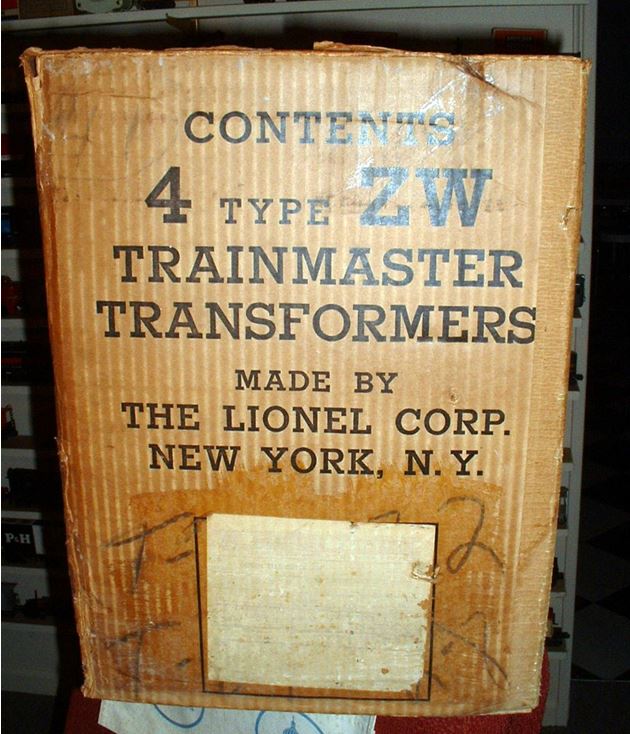 CONTENTS
4 TYPE ZW
TRAINMASTER
TRANSFORMERS
MADE BY
THE LIONEL CORP.
NEW YORK, N.Y.
P&H